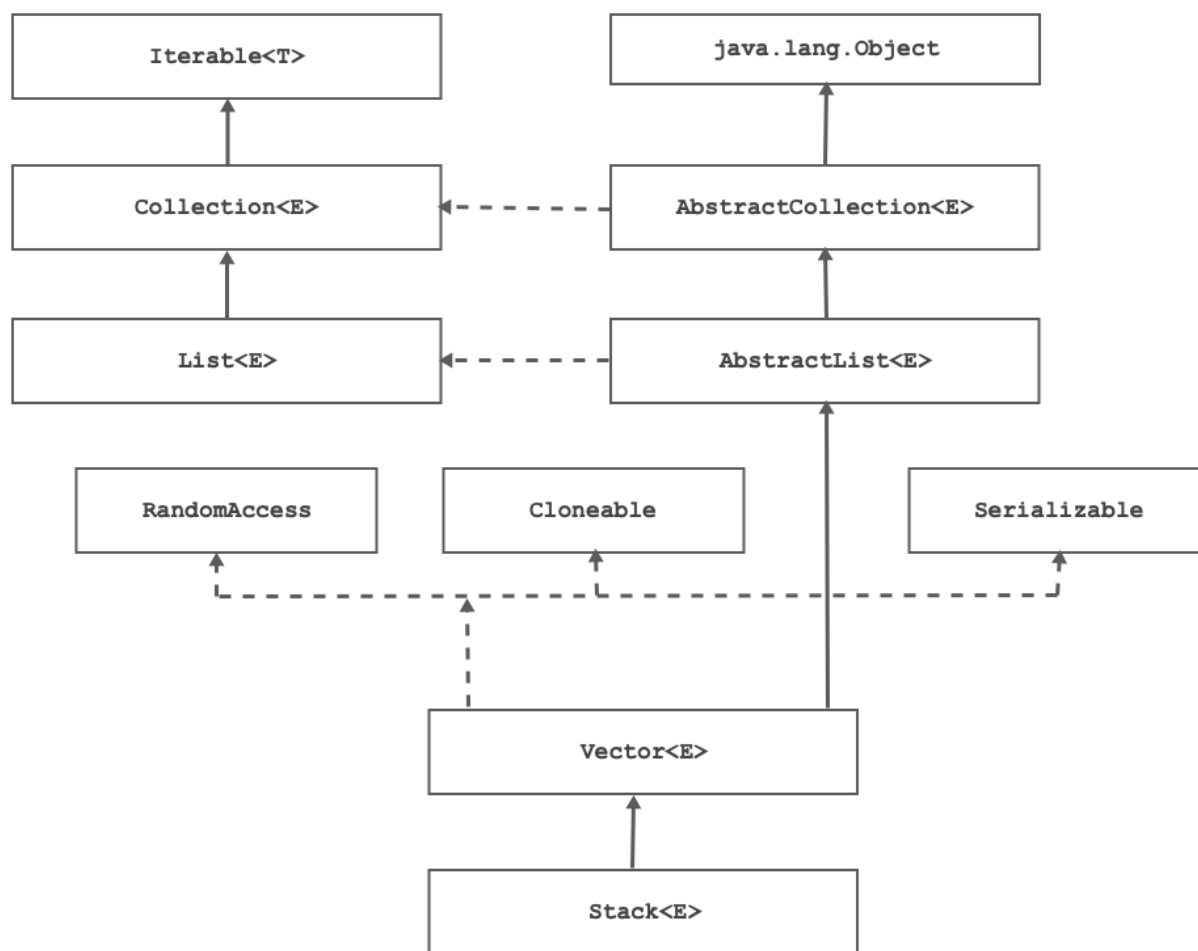 Iterable<T>
java.lang.Object
Collection<E>
AbstractCollection<E>
List<E>
AbstractList<E>
RandomAccess
Cloneable
Serializable
Vector<E>
Stack<E>